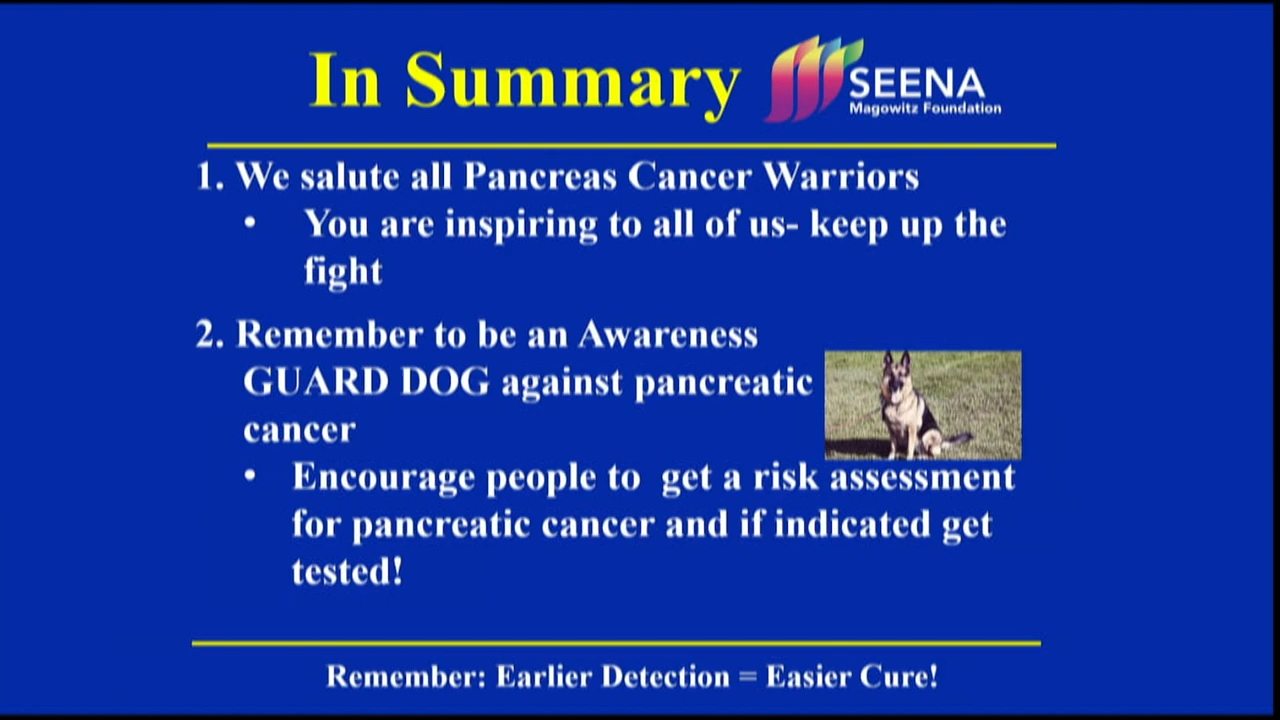 In Summary
SEENA
Magowitz Foundation
1. We salute all Pancreas Cancer Warriors
• You are inspiring to all of us- keep up the
fight
2. Remember to be an Awareness
GUARD DOG against pancreatic
cancer
• Encourage people to  get a risk assessment
for pancreatic cancer and if indicated get
tested!
Remember: Earlier Detection = Easier Cure!